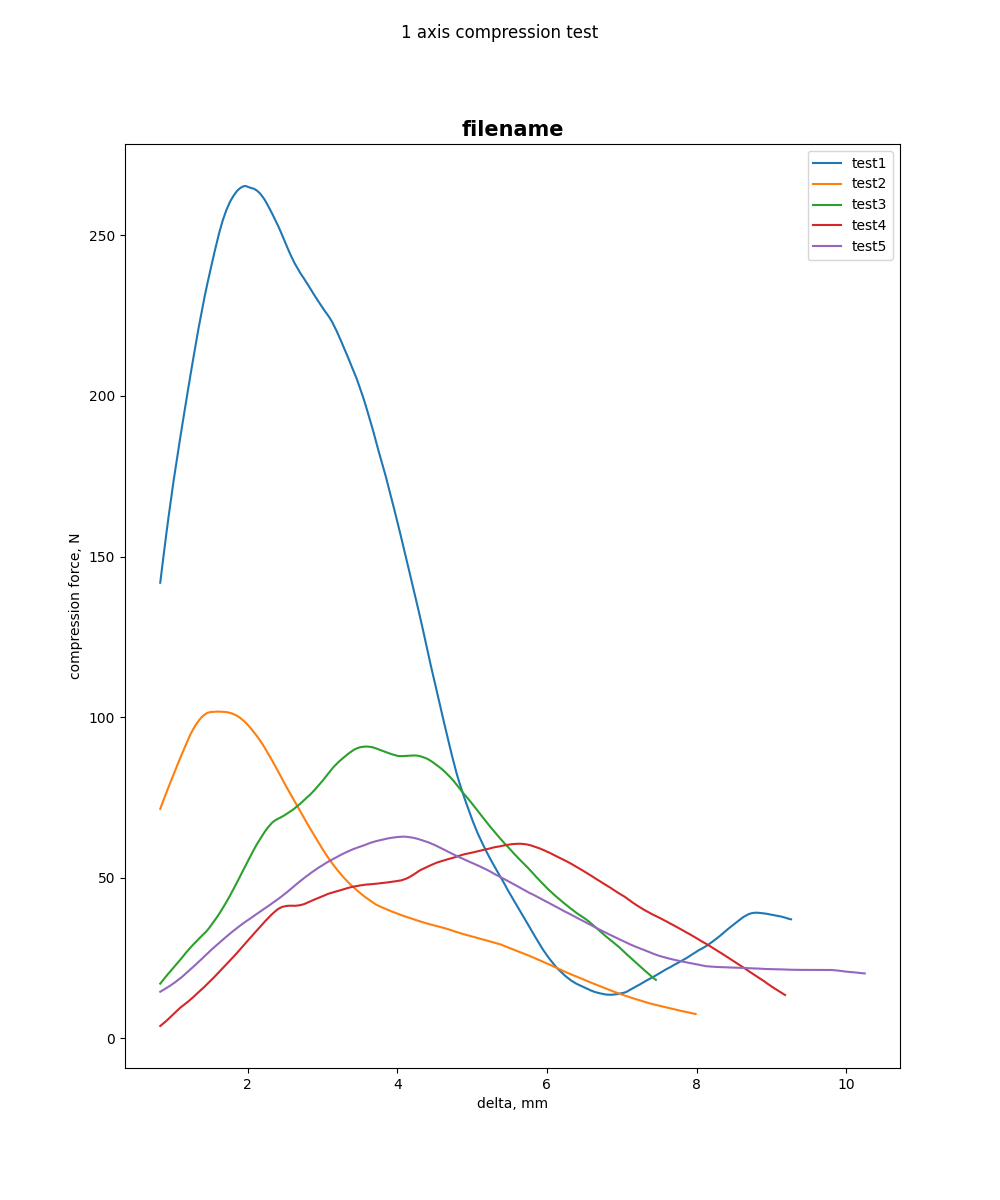 1 axis compression test
filename
test1
test2
test3
test4
test5
250
200
150
100
50
0
compression force, N
2 4 6 8 10
delta, mm